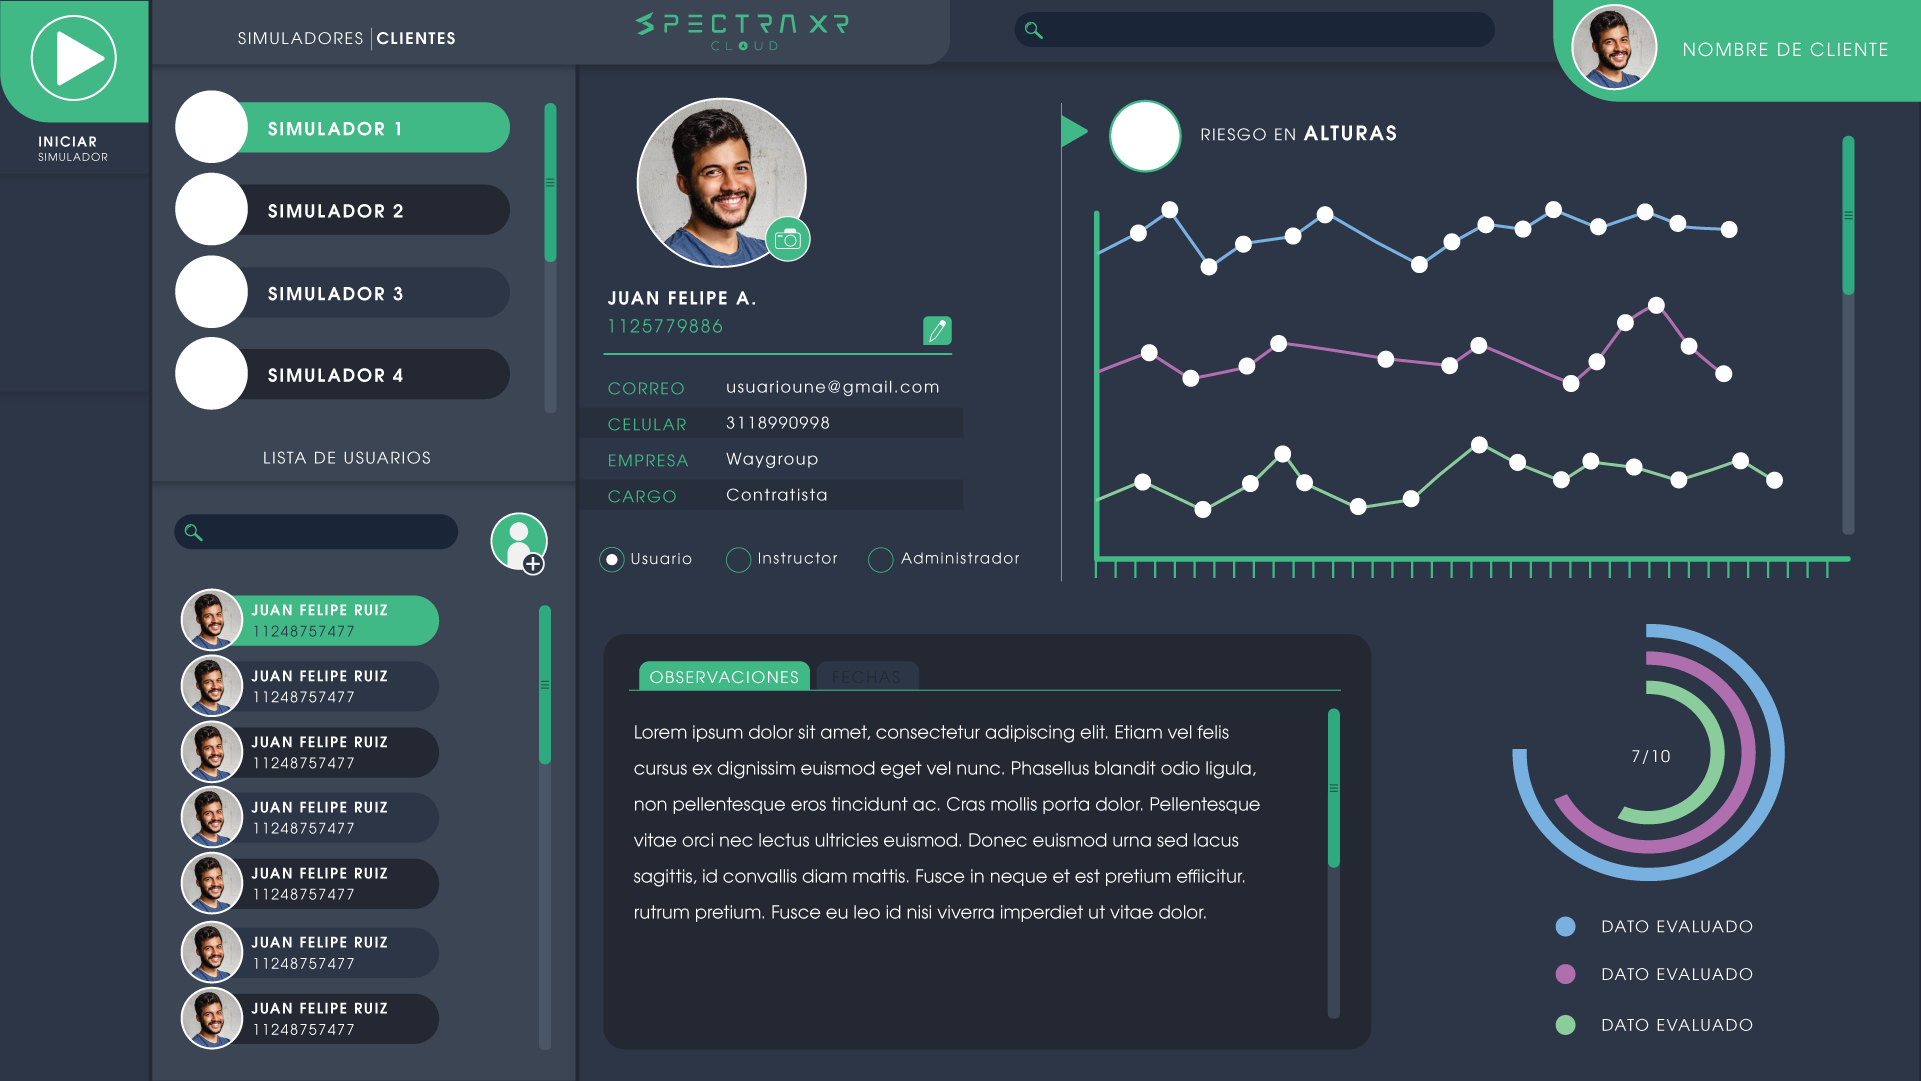 INICIAR
SIMULADOR
SIMULADORES | CLIENTES
SPECTRA XR
CLOUD
NOMBRE DE CLIENTE
SIMULADOR 1
SIMULADOR 2
SIMULADOR 3
SIMULADOR 4
LISTA DE USUARIOS
JUAN FELIPE RUIZ
11248757477
JUAN FELIPE RUIZ
11248757477
JUAN FELIPE RUIZ
11248757477
JUAN FELIPE RUIZ
11248757477
JUAN FELIPE RUIZ
11248757477
JUAN FELIPE RUIZ
11248757477
JUAN FELIPE RUIZ
11248757477
JUAN FELIPE A.
1125779886
CORREO usuarioune@gmail.com
CELULAR 3118990998
EMPRESA Waygroup
CARGO Contratista
Usuario Instructor Administrador
RIESGO EN ALTURAS
OBSERVACIONES FECHAS
Lorem ipsum dolor sit amet, consectetur adipiscing elit. Etiam vel felis
cursus ex dignissim euismod eget vel nunc. Phasellus blandit odio ligula,
non pellentesque eros tincidunt ac. Cras mollis porta dolor. Pellentesque
vitae orci nec lectus ultricies euismod. Donec euismod urna sed lacus
sagittis, id convallis diam mattis. Fusce in neque et est pretium effiicitur.
rutrum pretium. Fusce eu leo id nisi viverra imperdiet ut vitae dolor.
7/10
DATO EVALUADO
DATO EVALUADO
DATO EVALUADO